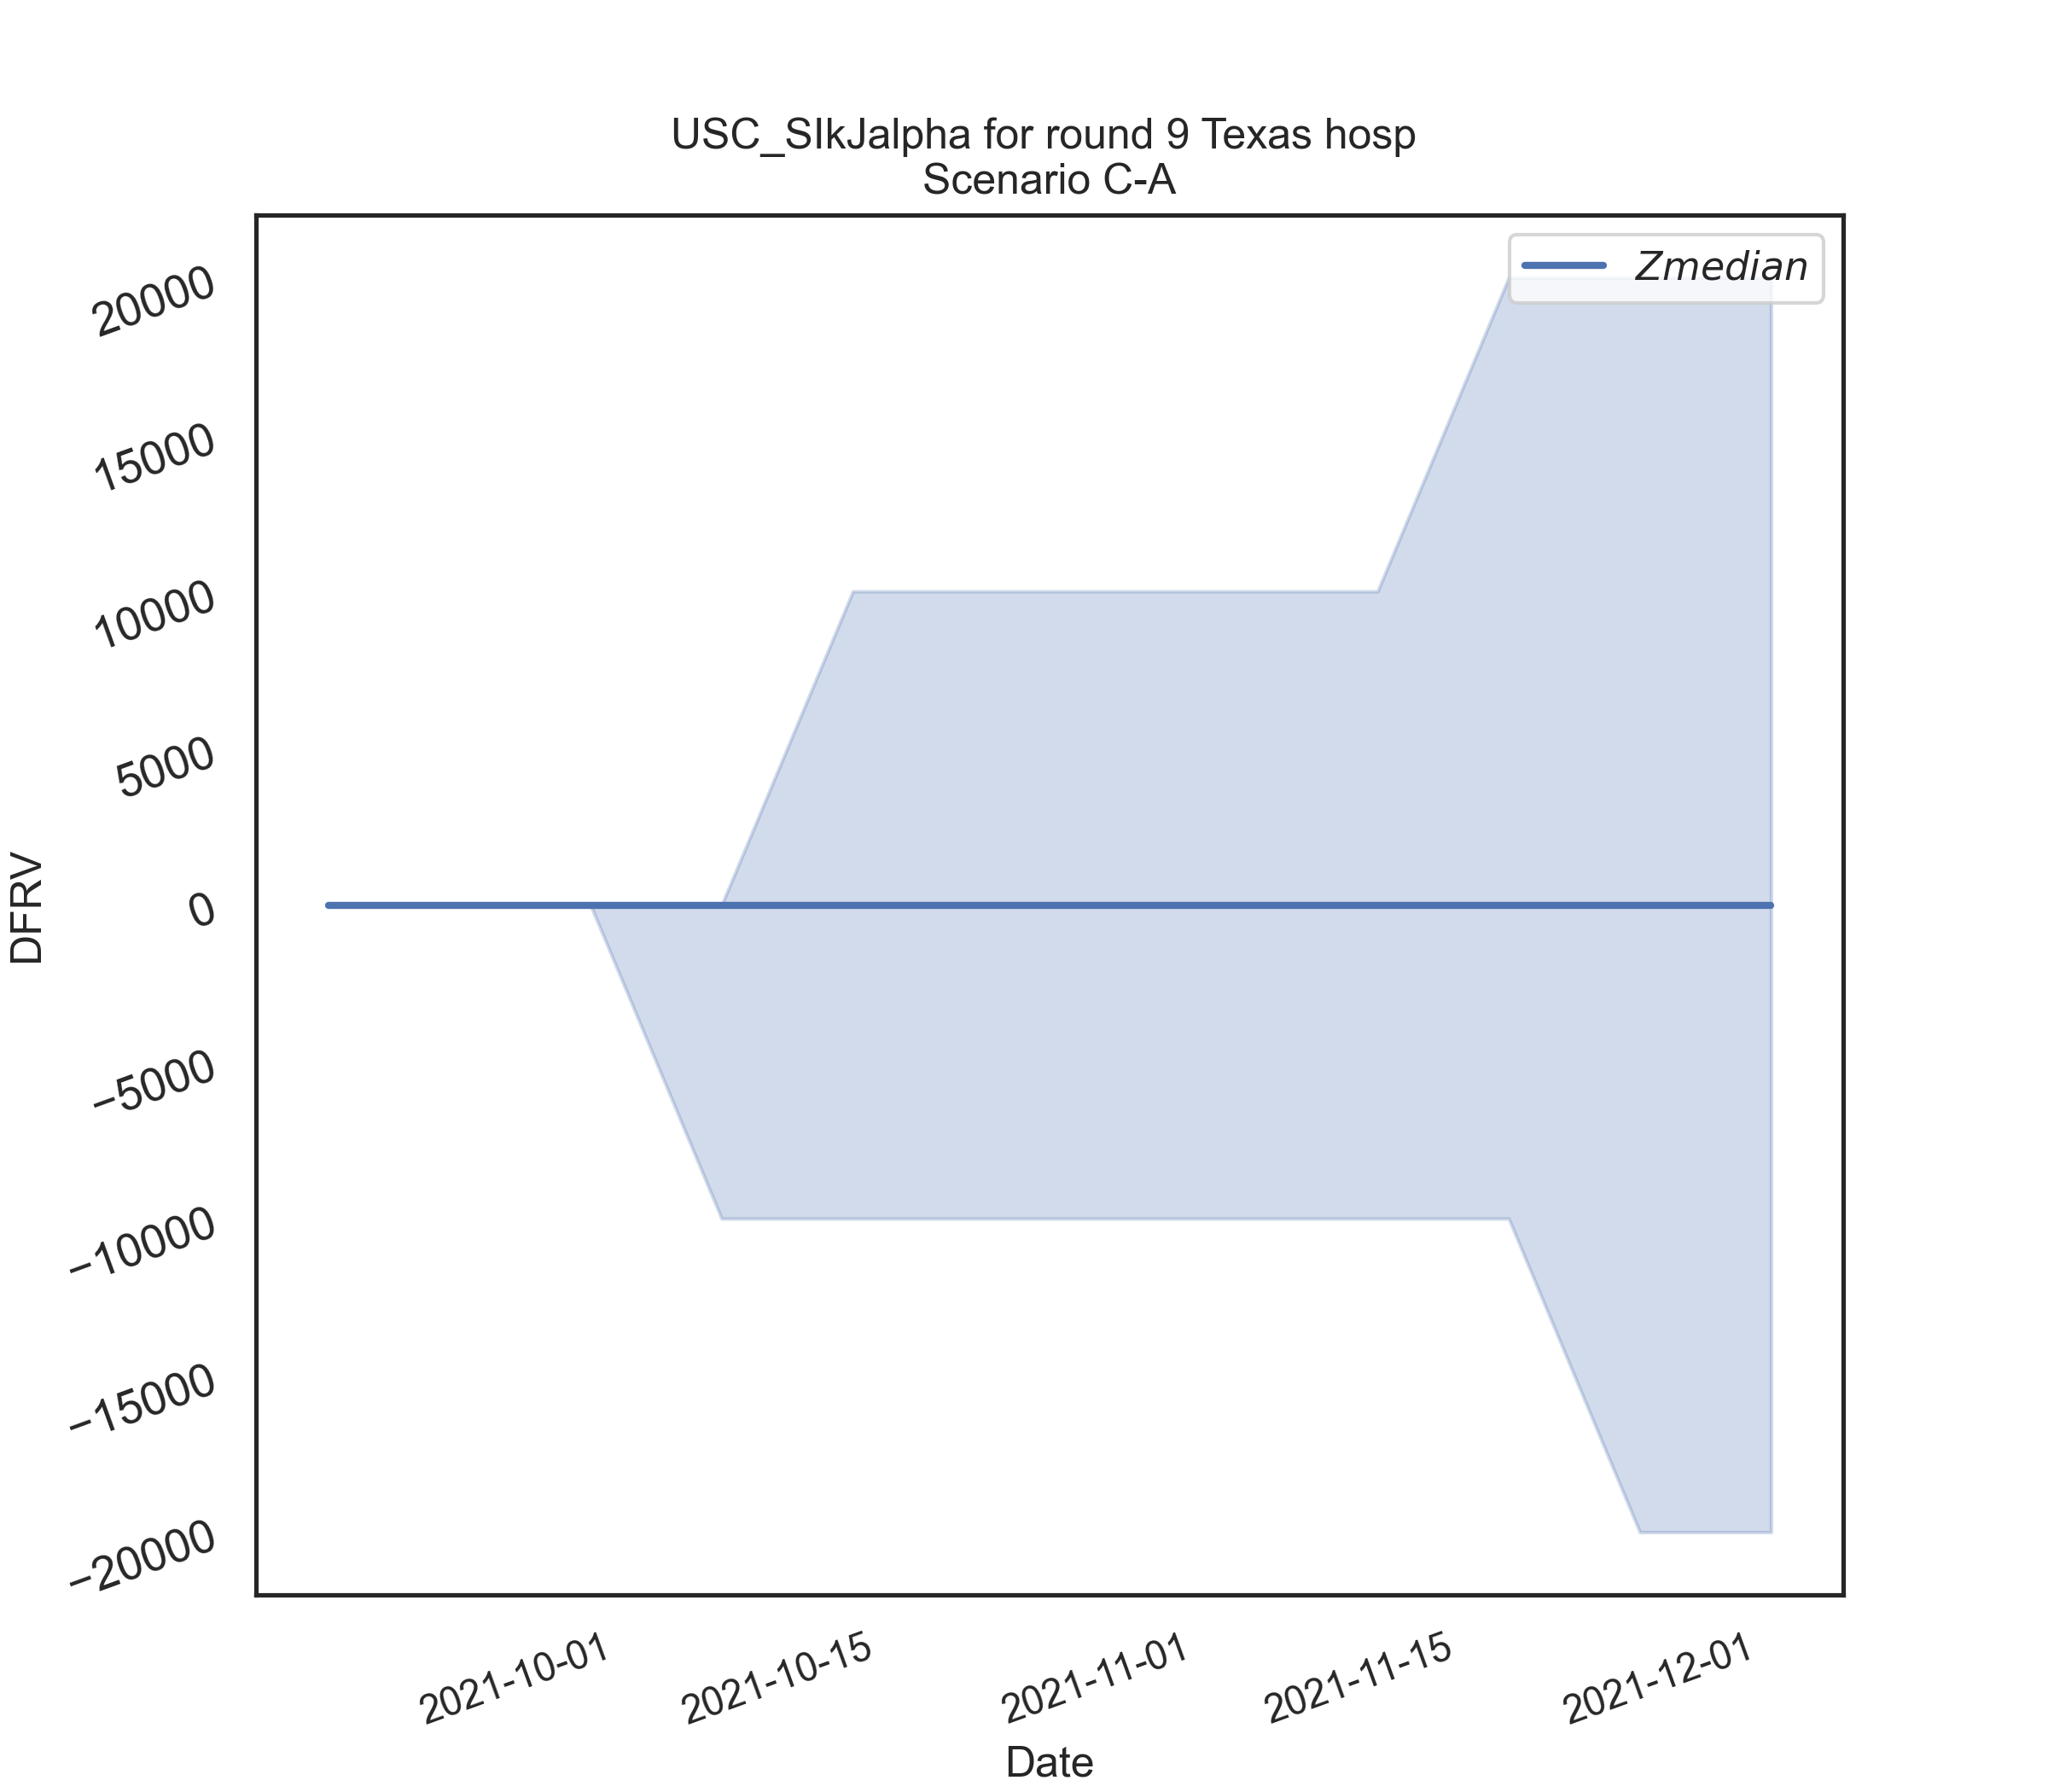 USC_SIkJalpha for round 9 Texas hosp
Scenario C-A
Zmedian
20000
15000
10000
5000
0
−5000
−10000
−15000
−20000
DFRV
2021-10-01
2021-10-15
2021-11-01
2021-11-15
2021-12-01
Date